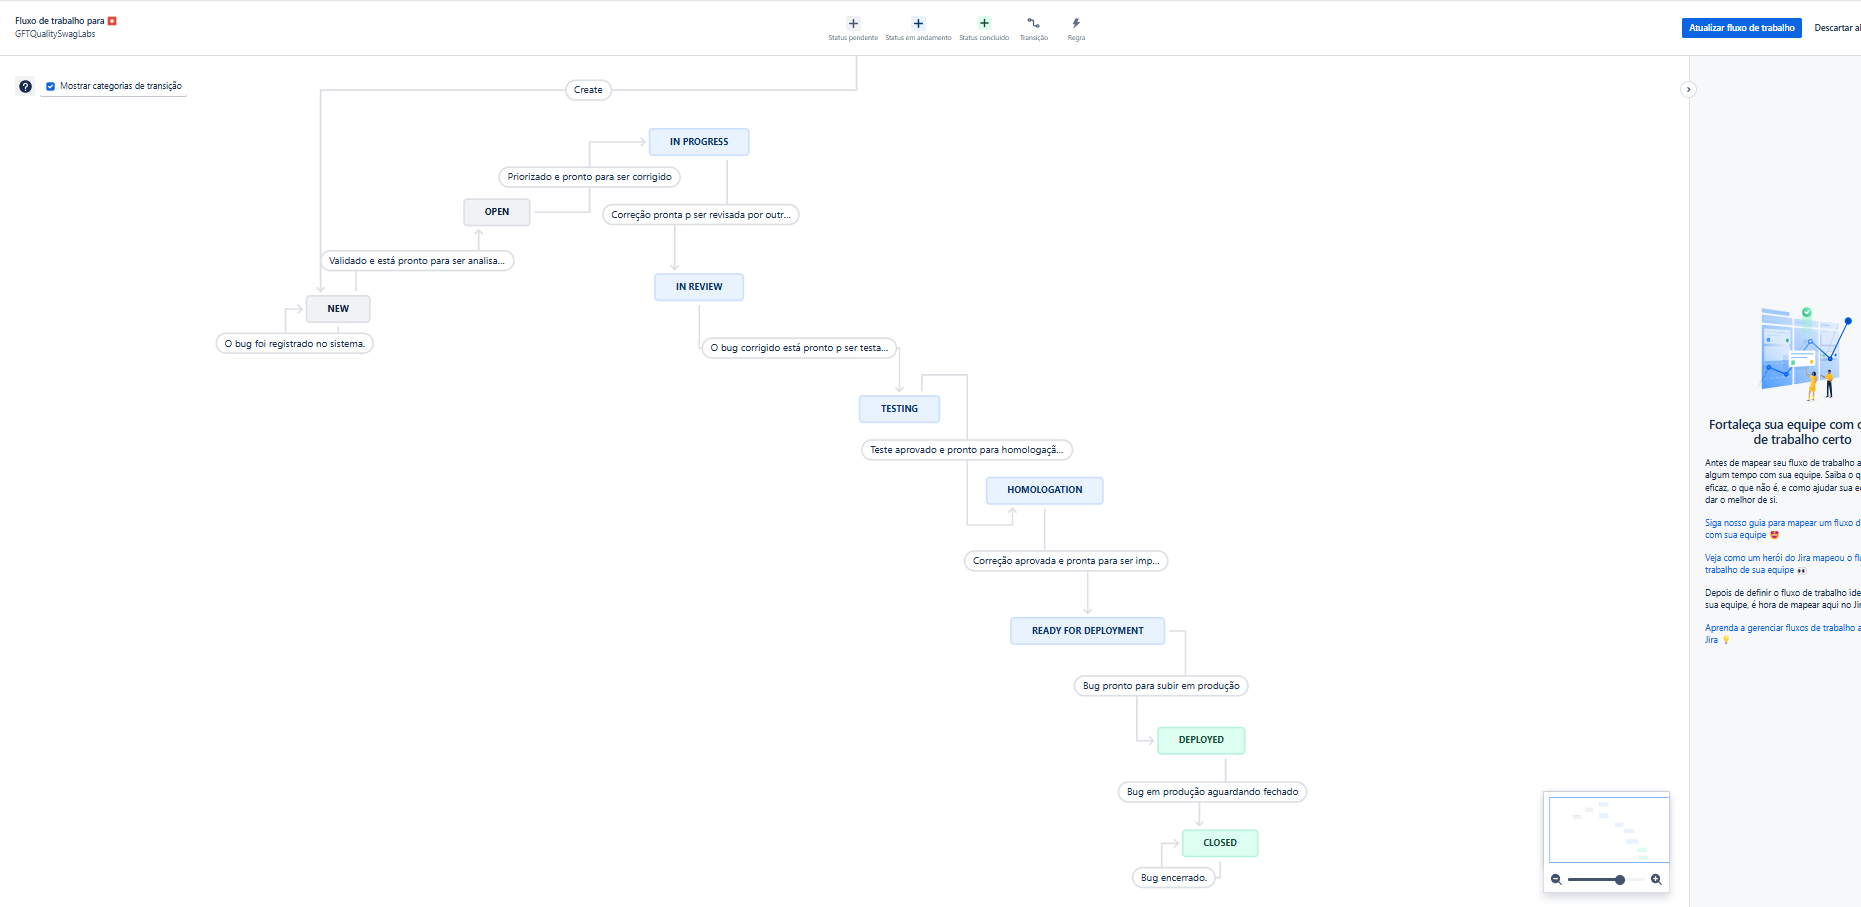 Fluxo de trabalho para
GFTQualitySwagLabs
Status pendente
Status em andamento
Status concluído
Transição
Regra
Atualizar fluxo de trabalho
Descartar
Mostrar categorias de transição
Create
IN PROGRESS
Priorizado e pronto para ser corrigido
OPEN
Correção pronta p ser revisada por outr...
Validado e está pronto para ser analisa...
IN REVIEW
NEW
O bug foi registrado no sistema.
O bug corrigido está pronto p ser testa...
TESTING
Teste aprovado e pronto para homologaçã...
HOMOLOGATION
Correção aprovada e pronta para ser imp...
READY FOR DEPLOYMENT
Bug pronto para subir em produção
DEPLOYED
Bug em produção aguardando fechado
CLOSED
Bug encerrado.
Fortaleça sua equipe com
de trabalho certo
Antes de mapear seu fluxo de trabalho
algum tempo com sua equipe. Saiba o
eficaz, o que não é, e como ajudar sua
dar o melhor de si.
Siga nosso guia para mapear um fluxo
com sua equipe 😍
Veja como um herói do Jira mapeou o
trabalho de sua equipe 👀
Depois de definir o fluxo de trabalho
sua equipe, é hora de mapear aqui no
Aprenda a gerenciar fluxos de trabalho
Jira 💡